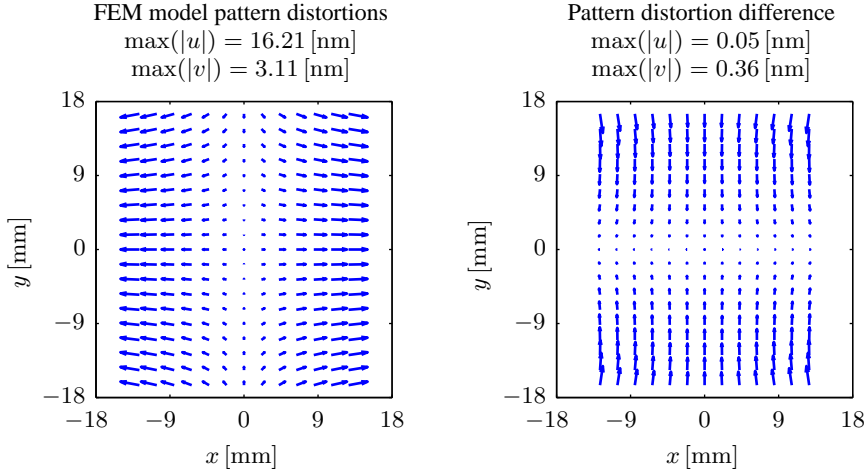 FEM model pattern distortions
max(|u|) = 16.21 [nm]
max(|v|) = 3.11 [nm]
18
9
0
−9
−18
y [mm]
−18
−9
0
9
18
x [mm]
Pattern distortion difference
max(|u|) = 0.05 [nm]
max(|v|) = 0.36 [nm]
18
9
0
−9
−18
y [mm]
−18
−9
0
9
18
x [mm]